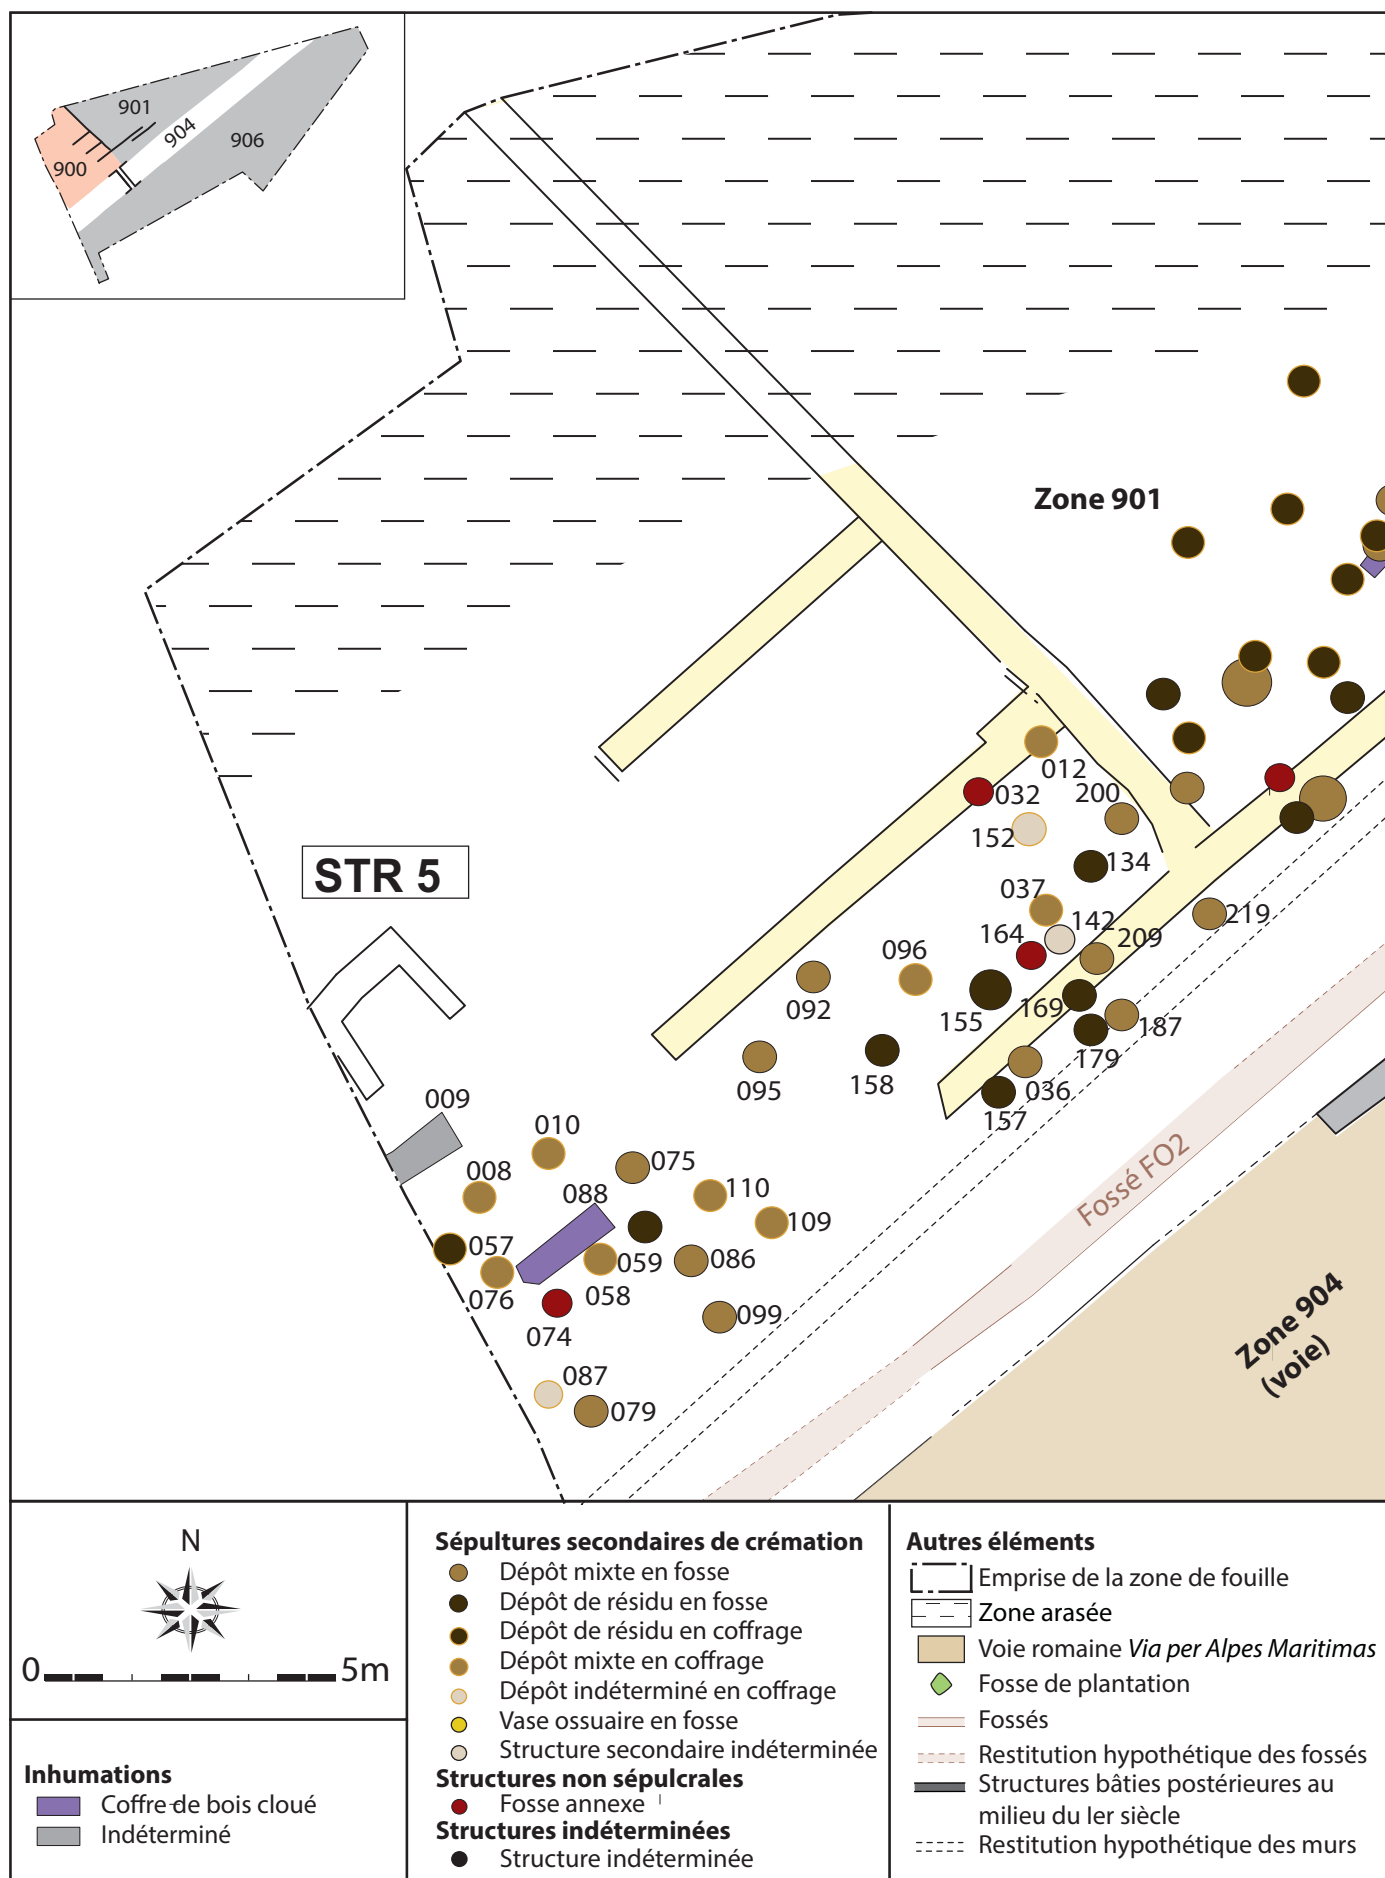 901
904
906
900
Zone 901
012
032
200
152
134
037
142
164
209
219
096
092
155
169
187
179
095
158
036
157
STR 5
009
010
075
008
088
110
109
057
059
086
076
058
074
099
087
079
Fossé FO2
Zone 904
(voie)
N
0 5m
Inhumations
Coffre de bois cloué
Indéterminé
Sépultures secondaires de crémation
Dépôt mixte en fosse
Dépôt de résidu en fosse
Dépôt de résidu en coffrage
Dépôt mixte en coffrage
Dépôt indéterminé en coffrage
Vase ossuaire en fosse
Structure secondaire indéterminée
Structures non sépulcrales
Fosse annexe
Structures indéterminées
Structure indéterminée
Autres éléments
Emprise de la zone de fouille
Zone arasée
Voie romaine Via per Alpes Maritimas
Fosse de plantation
Fossés
Restitution hypothétique des fossés
Structures bâties postérieures au
milieu du Ier siècle
Restitution hypothétique des murs